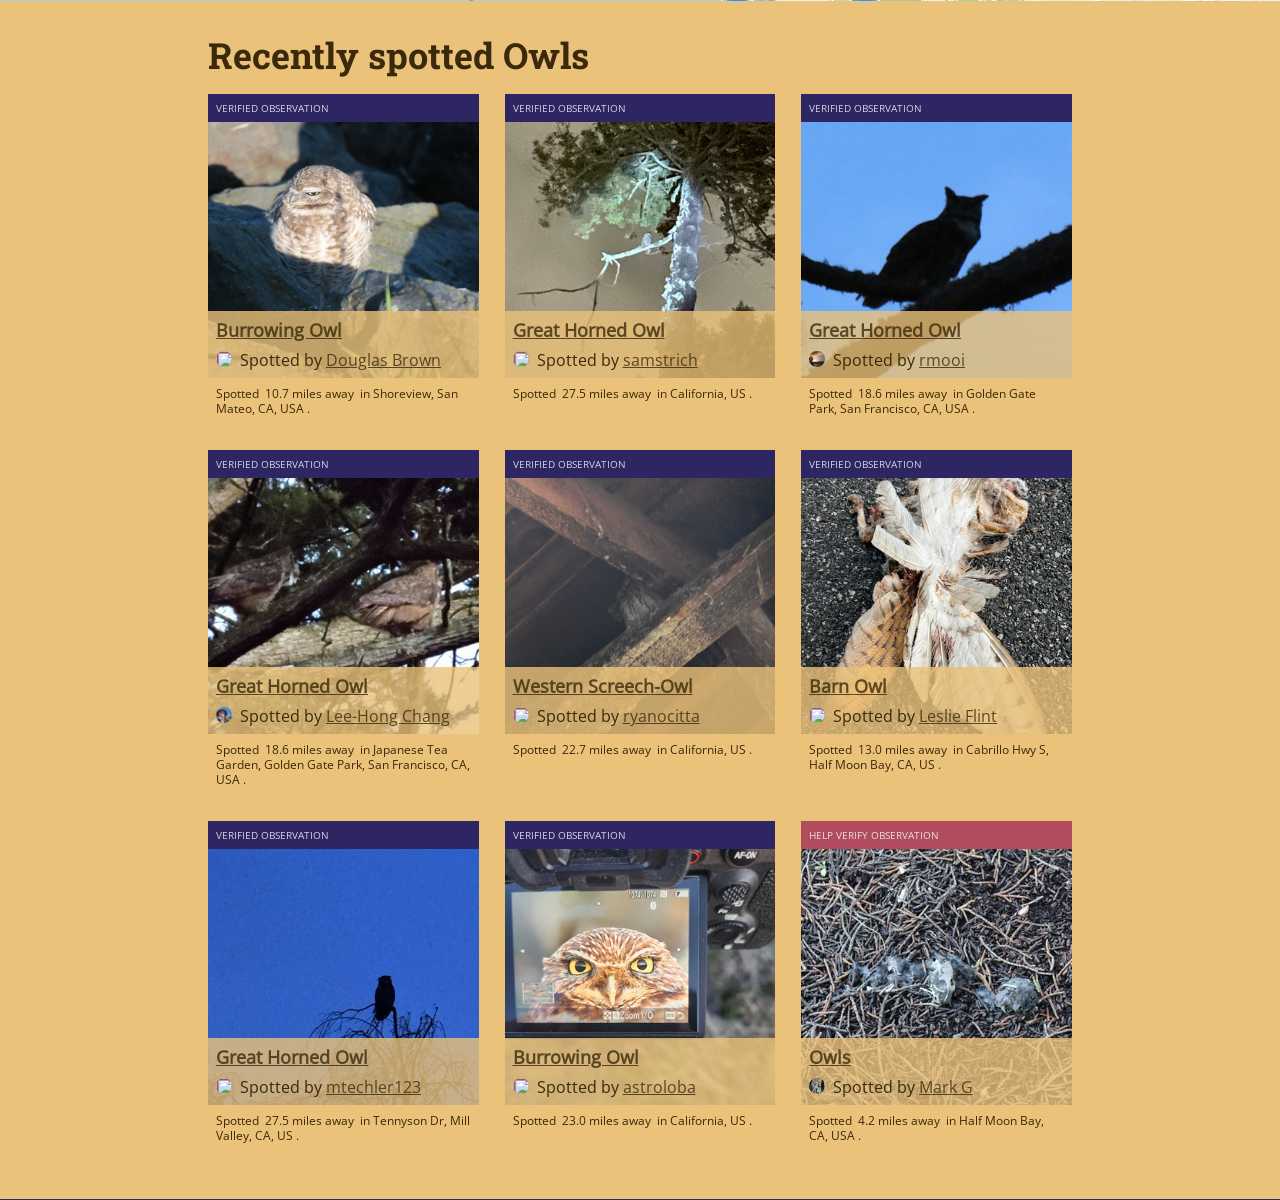 Recently spotted Owls
VERIFIED OBSERVATION
Burrowing Owl
Spotted by Douglas Brown
Spotted 10.7 miles away in Shoreview, San
Mateo, CA, USA .
VERIFIED OBSERVATION
Great Horned Owl
Spotted by samstrich
Spotted 27.5 miles away in California, US .
VERIFIED OBSERVATION
Great Horned Owl
Spotted by rmooi
Spotted 18.6 miles away in Golden Gate
Park, San Francisco, CA, USA .
VERIFIED OBSERVATION
Great Horned Owl
Spotted by Lee-Hong Chang
Spotted 18.6 miles away in Japanese Tea
Garden, Golden Gate Park, San Francisco, CA,
USA .
VERIFIED OBSERVATION
Western Screech-Owl
Spotted by ryanocitta
Spotted 22.7 miles away in California, US .
VERIFIED OBSERVATION
Barn Owl
Spotted by Leslie Flint
Spotted 13.0 miles away in Cabrillo Hwy S,
Half Moon Bay, CA, US .
VERIFIED OBSERVATION
Great Horned Owl
Spotted by mtechler123
Spotted 27.5 miles away in Tennyson Dr, Mill
Valley, CA, US .
VERIFIED OBSERVATION
AF-ON
Zoom
Burrowing Owl
Spotted by astroloba
Spotted 23.0 miles away in California, US .
HELP VERIFY OBSERVATION
Owls
Spotted by Mark G
Spotted 4.2 miles away in Half Moon Bay,
CA, USA .